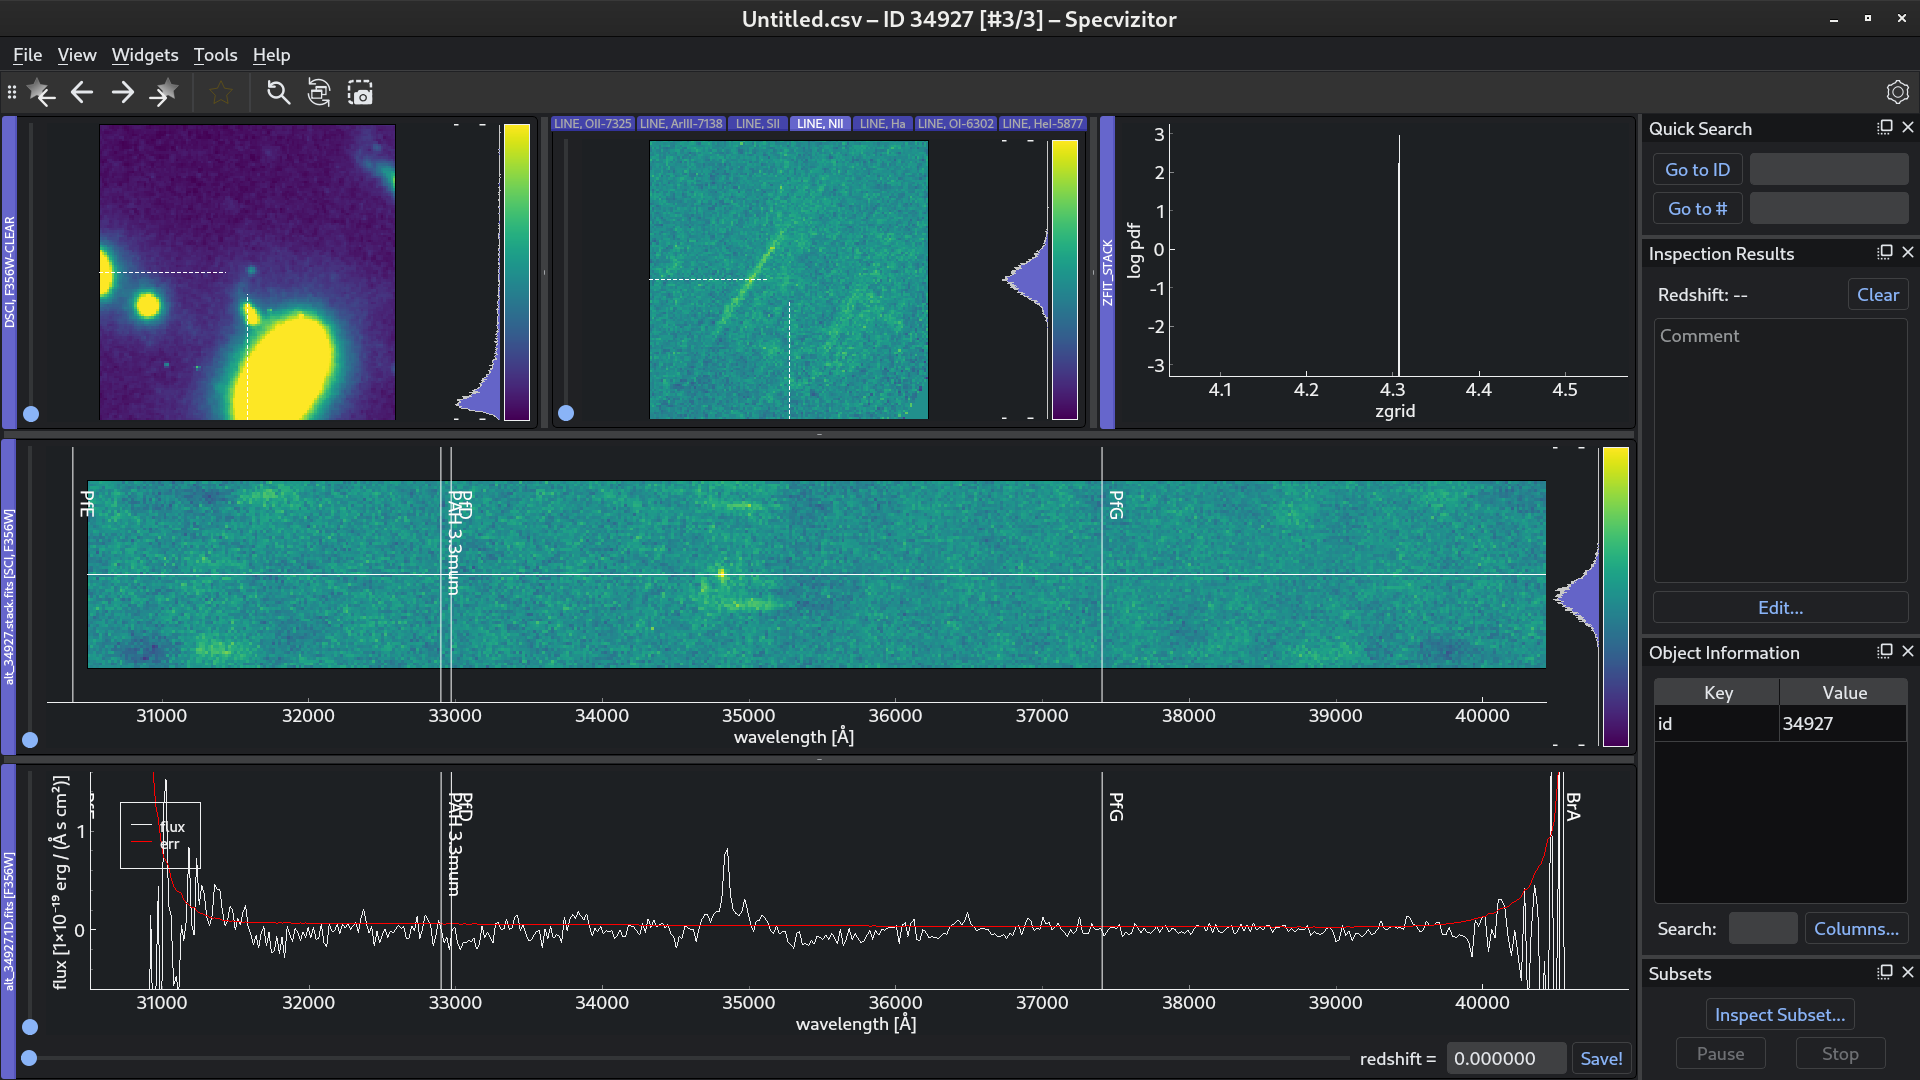 Untitled.csv – ID 34927 [#3/3] – Specvizitor
File View Widgets Tools Help
DSCI, F356W-CLEAR
LINE, OII-7325 LINE, ArIII-7138 LINE, SII LINE, NII LINE, Ha LINE, OI-6302 LINE, HeI-5877
ZFIT_STACK
log pdf
3
2
1
0
-1
-2
-3
4.1 4.2 4.3 4.4 4.5
zgrid
Quick Search
Go to ID
Go to #
Inspection Results
Redshift: -- Clear
Comment
Edit...
alt_34927.stack.fits [SCI, F356W]
PfE
PfD
PAH 3.3mum
PfG
31000 32000 33000 34000 35000 36000 37000 38000 39000 40000
wavelength [Å]
Object Information
Key Value
id 34927
Search: Columns...
alt_34927.1D.fits [F356W]
flux [1×10⁻¹⁹ erg / (Å s cm²)]
1
0
flux
err
PfD
PAH 3.3mum
PfG
BrA
31000 32000 33000 34000 35000 36000 37000 38000 39000 40000
wavelength [Å]
redshift = 0.000000 Save!
Subsets
Inspect Subset...
Pause Stop